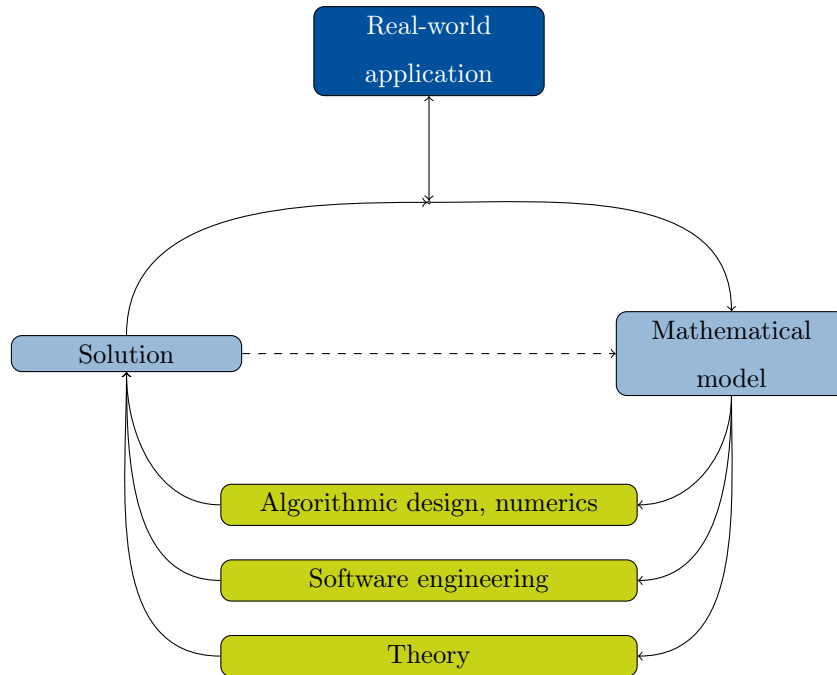 Real-world
application
Solution
Mathematical
model
Algorithmic design, numerics
Software engineering
Theory